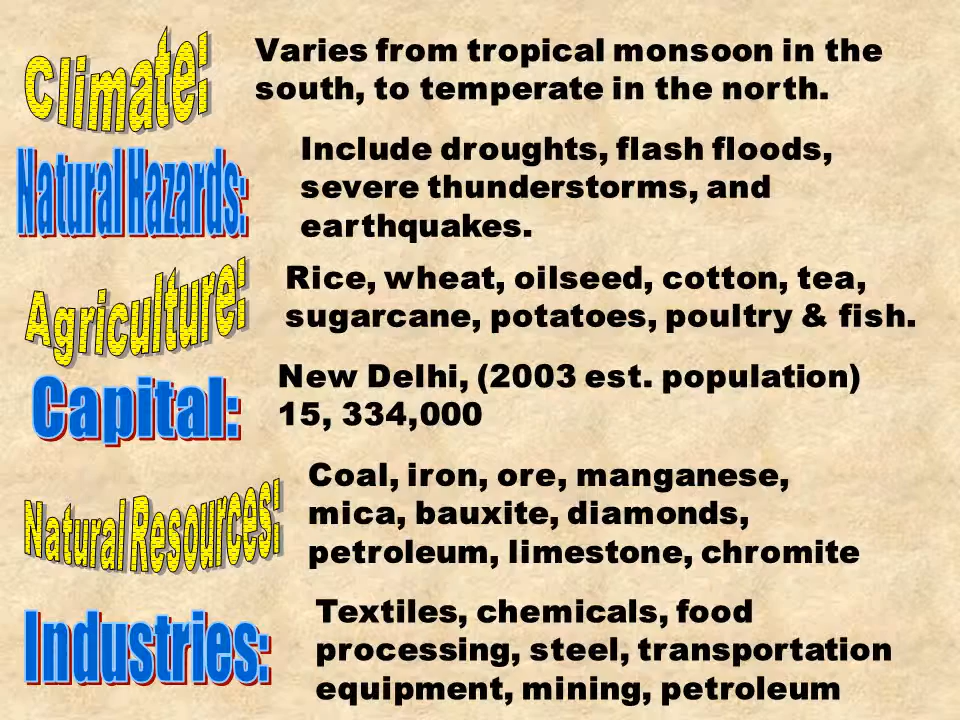 Climate:
Varies from tropical monsoon in the
south, to temperate in the north.
Natural Hazards:
Include droughts, flash floods,
severe thunderstorms, and
earthquakes.
Agriculture:
Rice, wheat, oilseed, cotton, tea,
sugarcane, potatoes, poultry & fish.
Capital:
New Delhi, (2003 est. population)
15, 334,000
Natural Resources:
Coal, iron, ore, manganese,
mica, bauxite, diamonds,
petroleum, limestone, chromite
Industries:
Textiles, chemicals, food
processing, steel, transportation
equipment, mining, petroleum